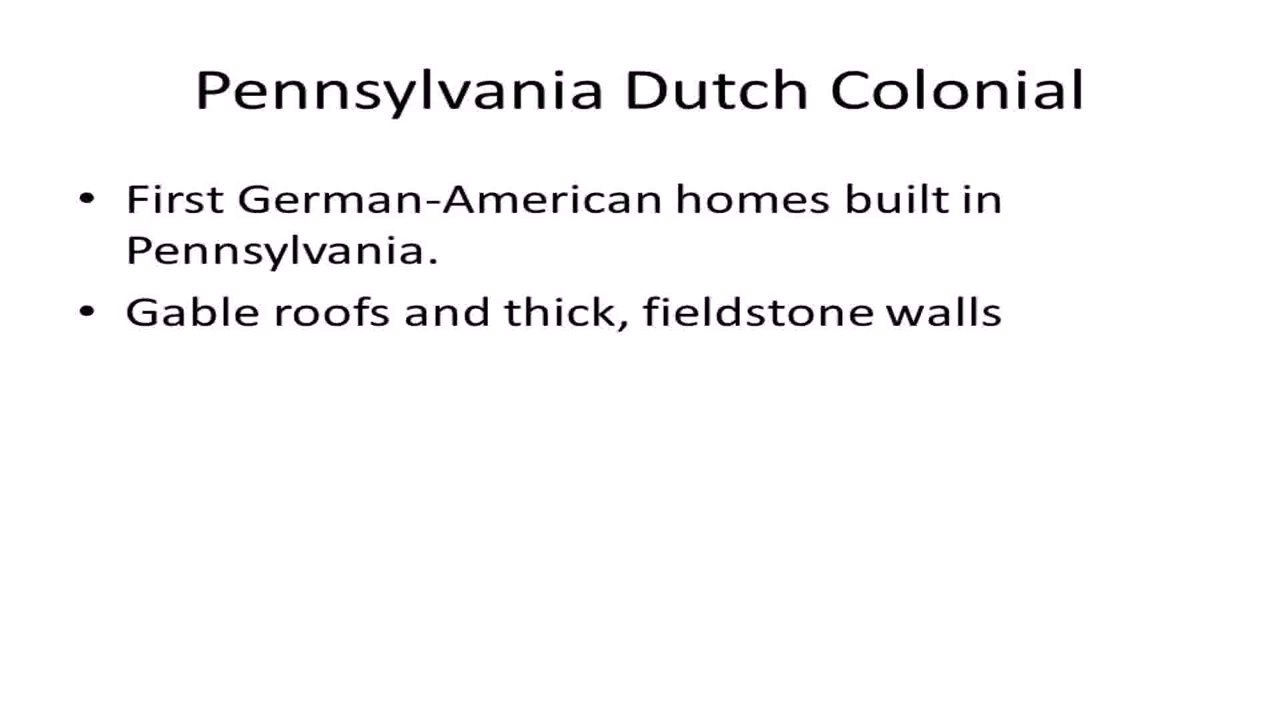 Pennsylvania Dutch Colonial
• First German-American homes built in
Pennsylvania.
• Gable roofs and thick, fieldstone walls